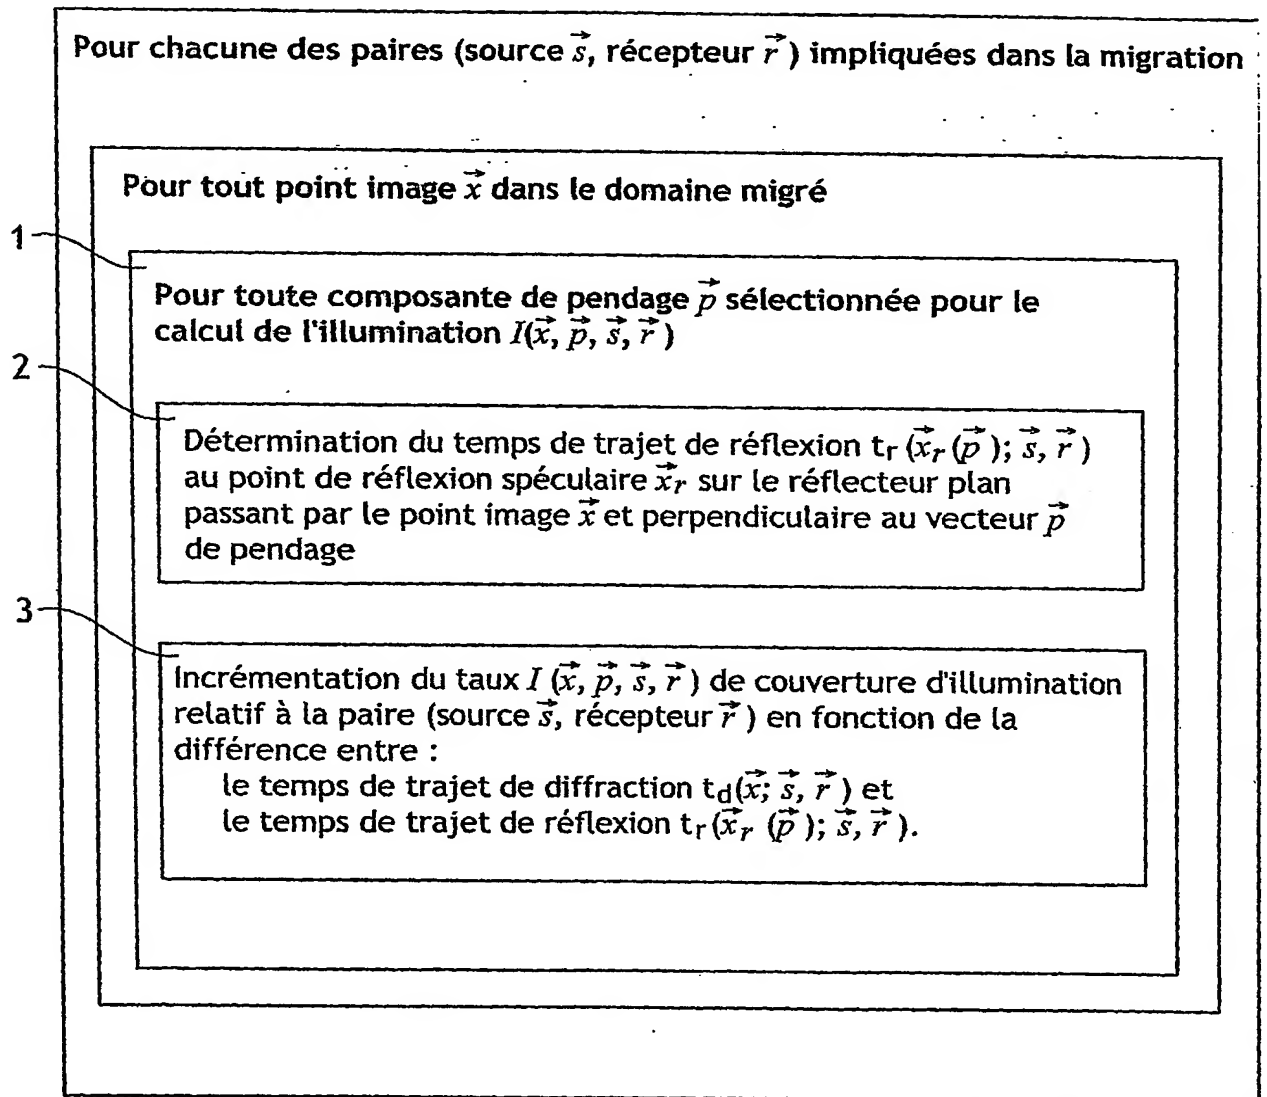 Pour chacune des paires (source s⃗, récepteur r⃗ ) impliquées dans la migration
Pour tout point image x⃗ dans le domaine migré
1
Pour toute composante de pendage p⃗ sélectionnée pour le
calcul de l'illumination I(x⃗, p⃗, s⃗, r⃗ )
2
Détermination du temps de trajet de réflexion tᵣ (x⃗ᵣ (p⃗ ); s⃗, r⃗ )
au point de réflexion spéculaire x⃗ᵣ sur le réflecteur plan
passant par le point image x⃗ et perpendiculaire au vecteur p⃗
de pendage
3
Incrémentation du taux I (x⃗, p⃗, s⃗, r⃗ ) de couverture d'illumination
relatif à la paire (source s⃗, récepteur r⃗ ) en fonction de la
différence entre :
le temps de trajet de diffraction t_d(x⃗; s⃗, r⃗ ) et
le temps de trajet de réflexion tᵣ (x⃗ᵣ (p⃗ ); s⃗, r⃗ ).